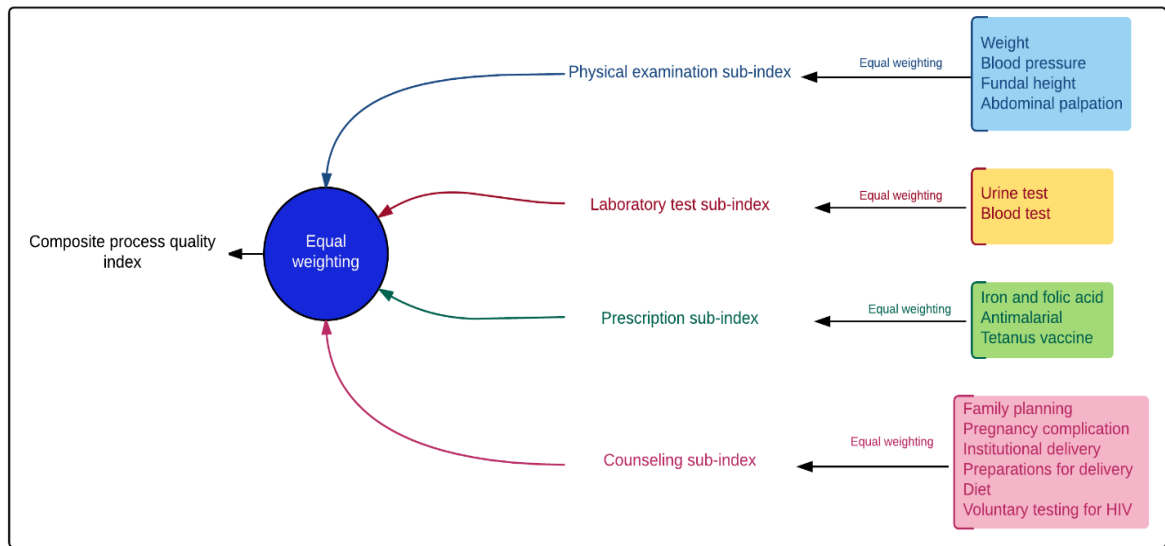 Physical examination sub-index
Equal weighting
Weight
Blood pressure
Fundal height
Abdominal palpation
Laboratory test sub-index
Equal weighting
Urine test
Blood test
Composite process quality
index
Equal
weighting
Prescription sub-index
Equal weighting
Iron and folic acid
Antimalarial
Tetanus vaccine
Counseling sub-index
Equal weighting
Family planning
Pregnancy complication
Institutional delivery
Preparations for delivery
Diet
Voluntary testing for HIV